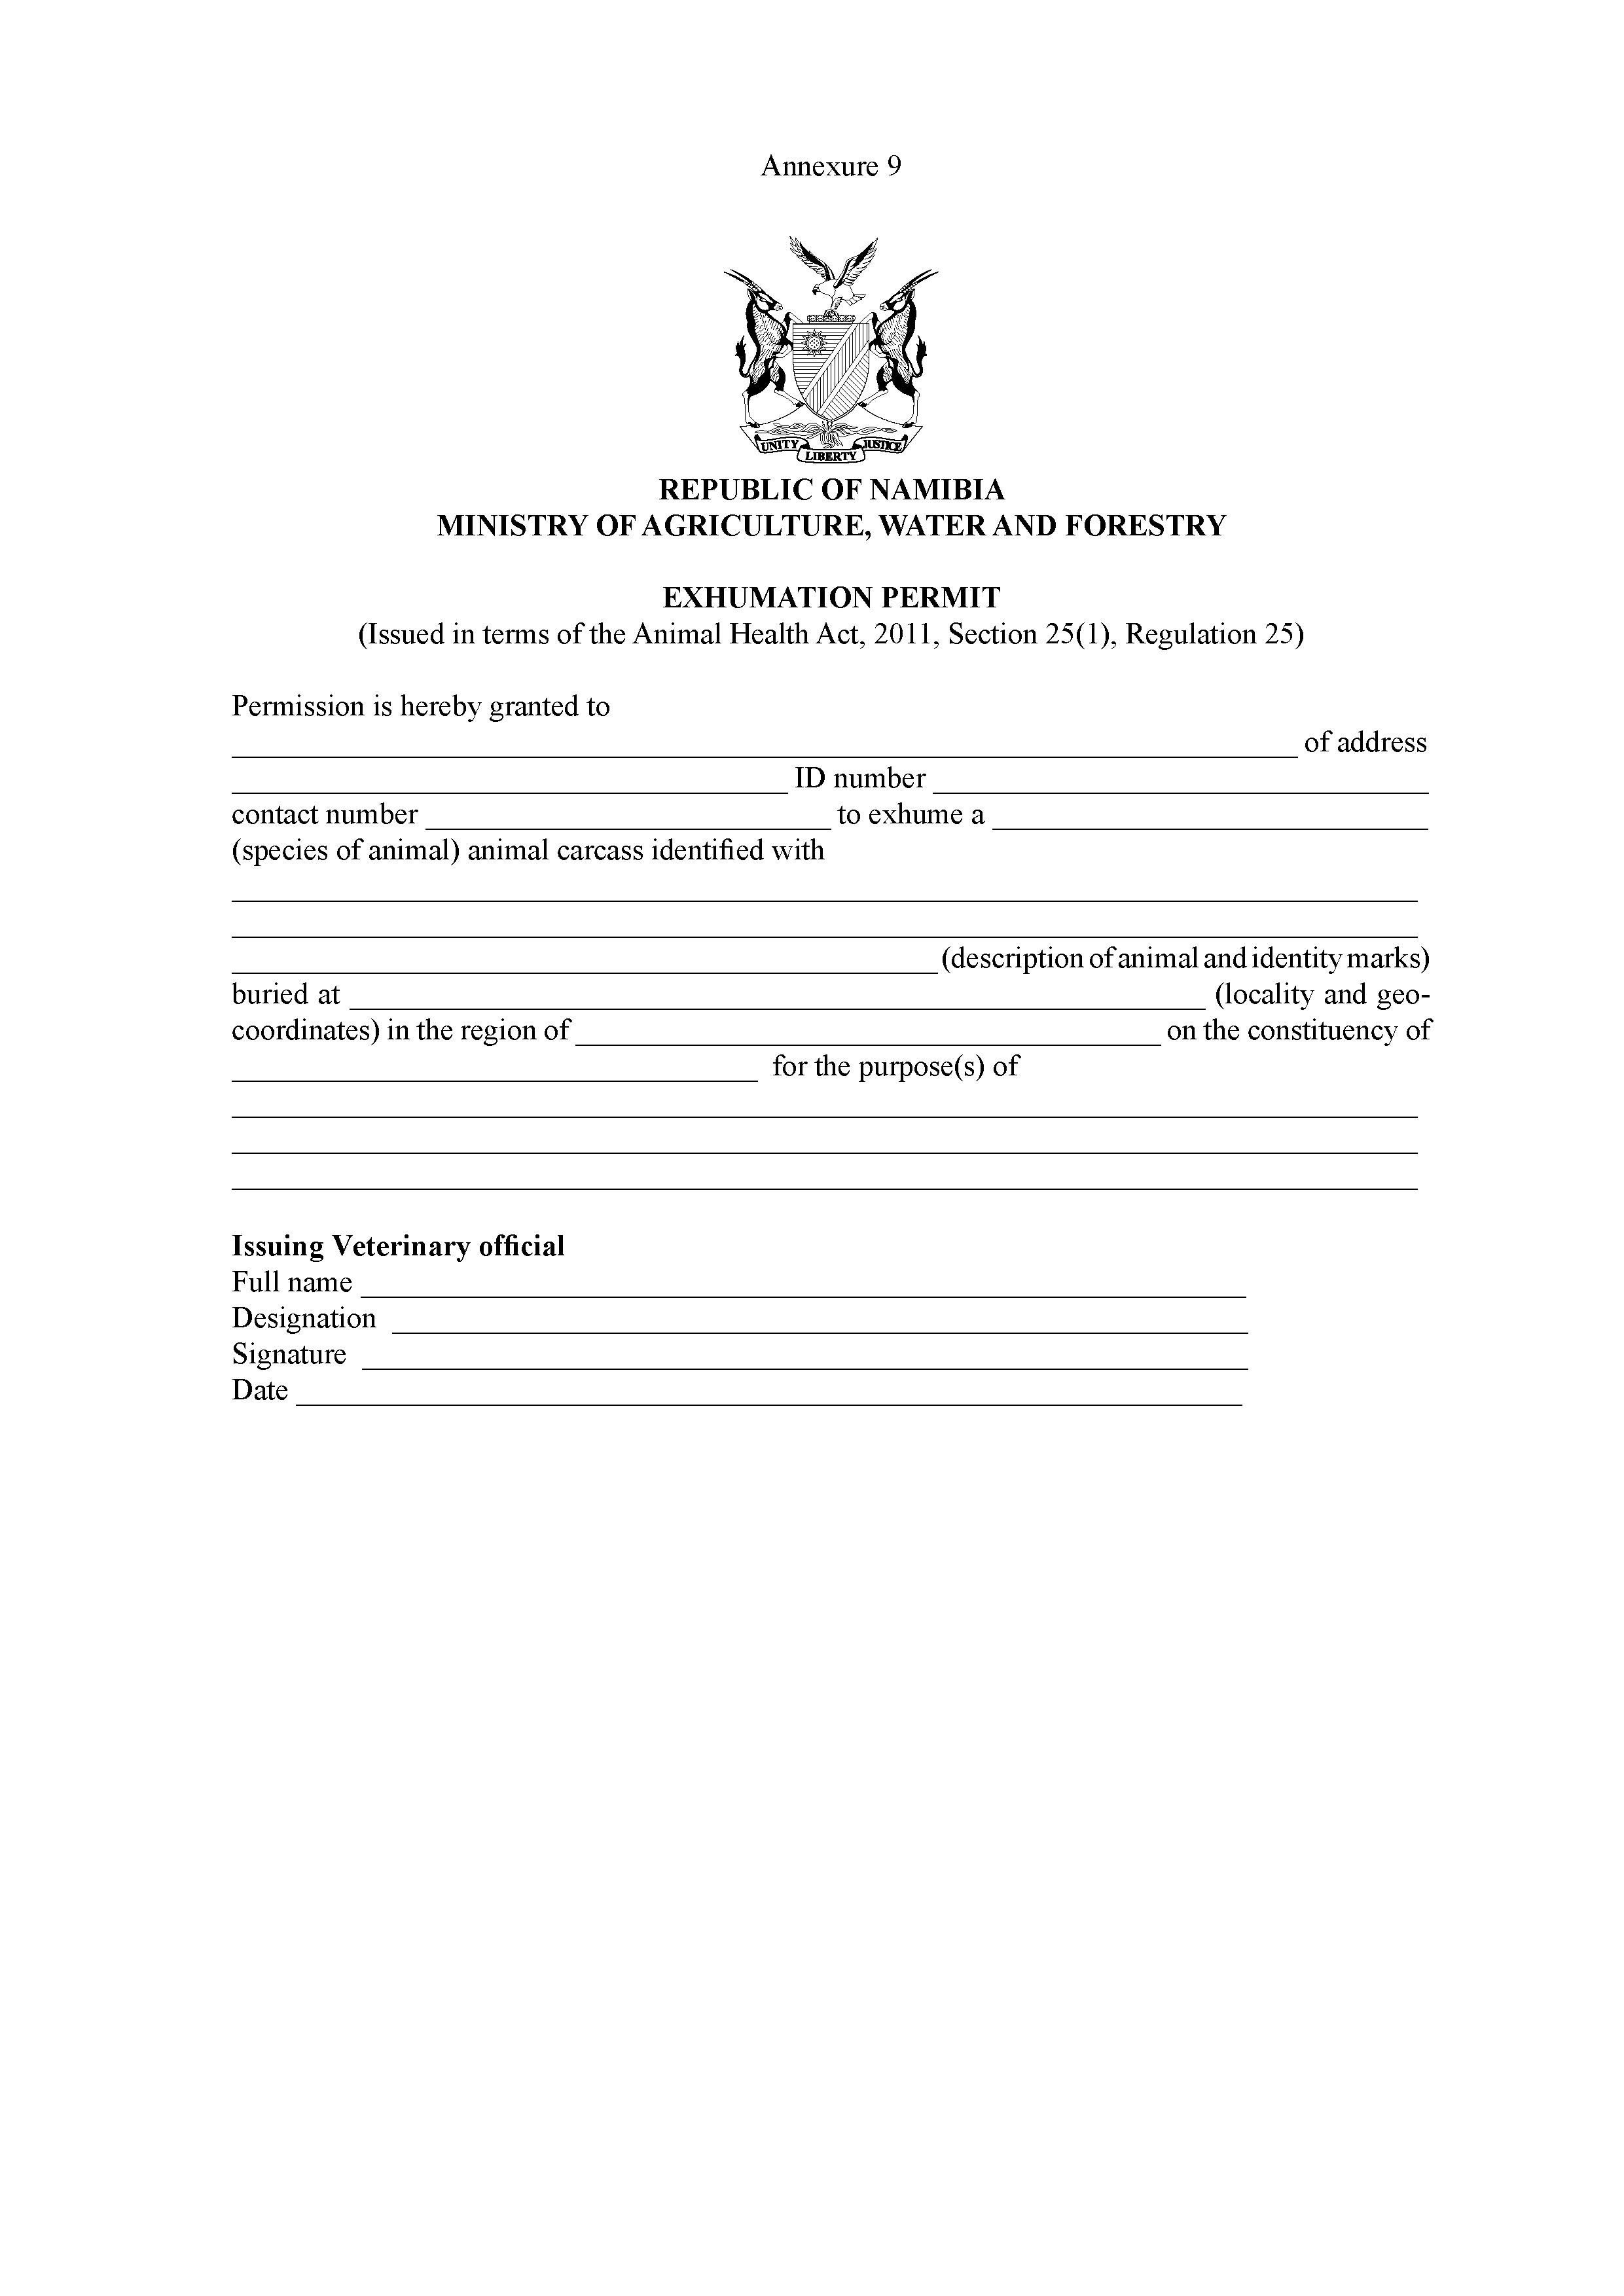 Annexure 9
UNITY LIBERTY JUSTICE
REPUBLIC OF NAMIBIA
MINISTRY OF AGRICULTURE, WATER AND FORESTRY
EXHUMATION PERMIT
(Issued in terms of the Animal Health Act, 2011, Section 25(1), Regulation 25)
Permission is hereby granted to
of address
ID number
contact number to exhume a
(species of animal) animal carcass identified with
(description of animal and identity marks)
buried at (locality and geo-
coordinates) in the region of on the constituency of
for the purpose(s) of
Issuing Veterinary official
Full name
Designation
Signature
Date